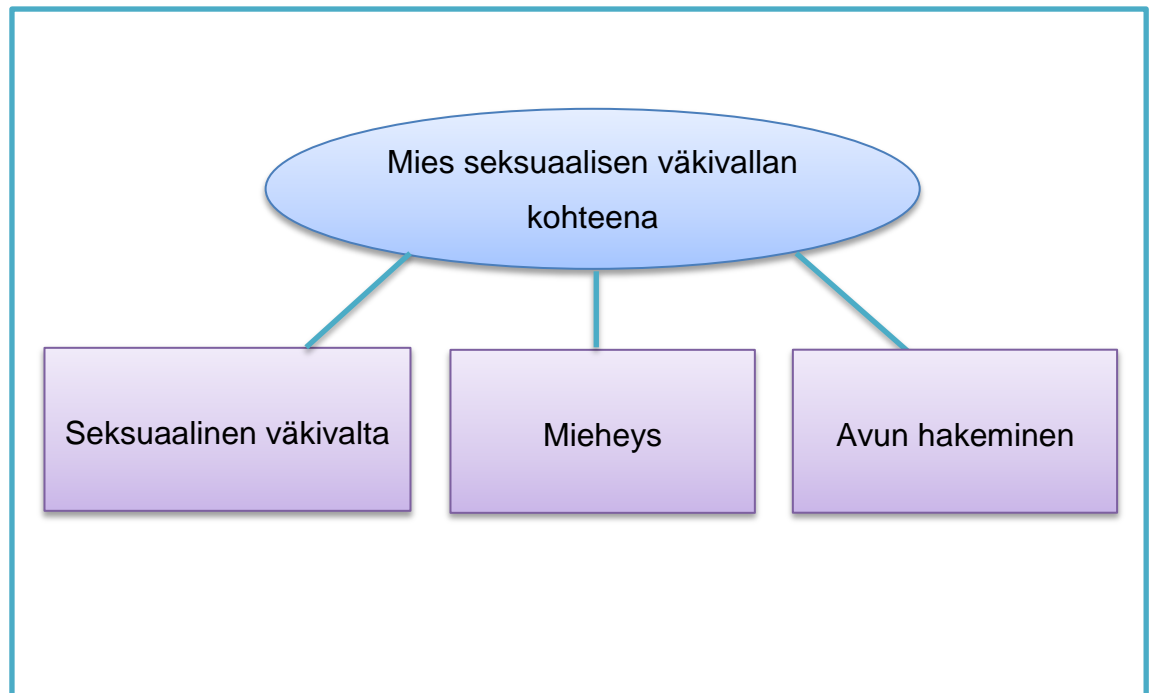 Mies seksuaalisen väkivallan
kohteena
Seksuaalinen väkivalta
Mieheys
Avun hakeminen